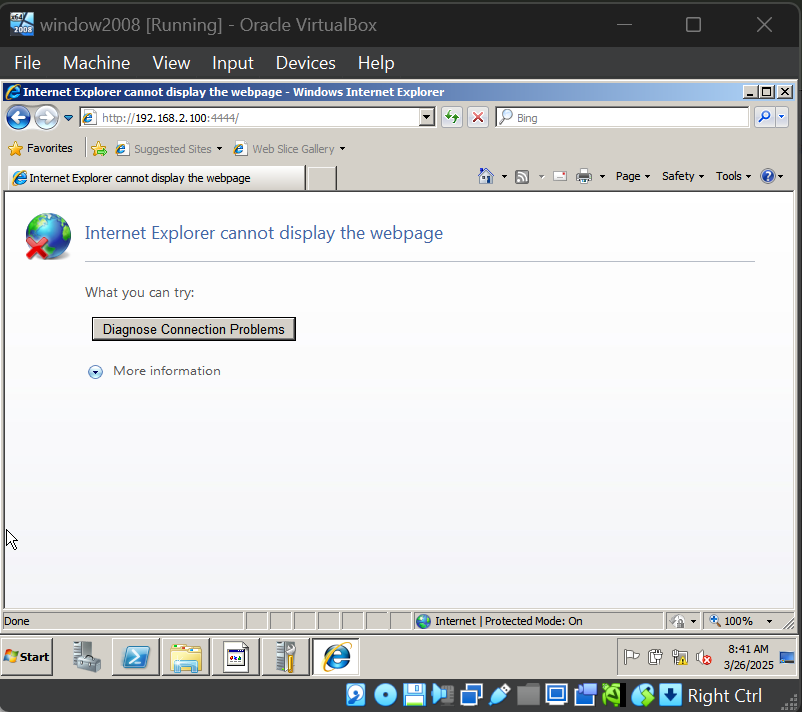 window2008 [Running] - Oracle VirtualBox
File Machine View Input Devices Help
Internet Explorer cannot display the webpage - Windows Internet Explorer
http://192.168.2.100:4444/
Bing
Favorites Suggested Sites Web Slice Gallery
Internet Explorer cannot display the webpage
Page Safety Tools
Internet Explorer cannot display the webpage
What you can try:
Diagnose Connection Problems
More information
Done
Internet | Protected Mode: On
100%
Start
8:41 AM
3/26/2025
Right Ctrl